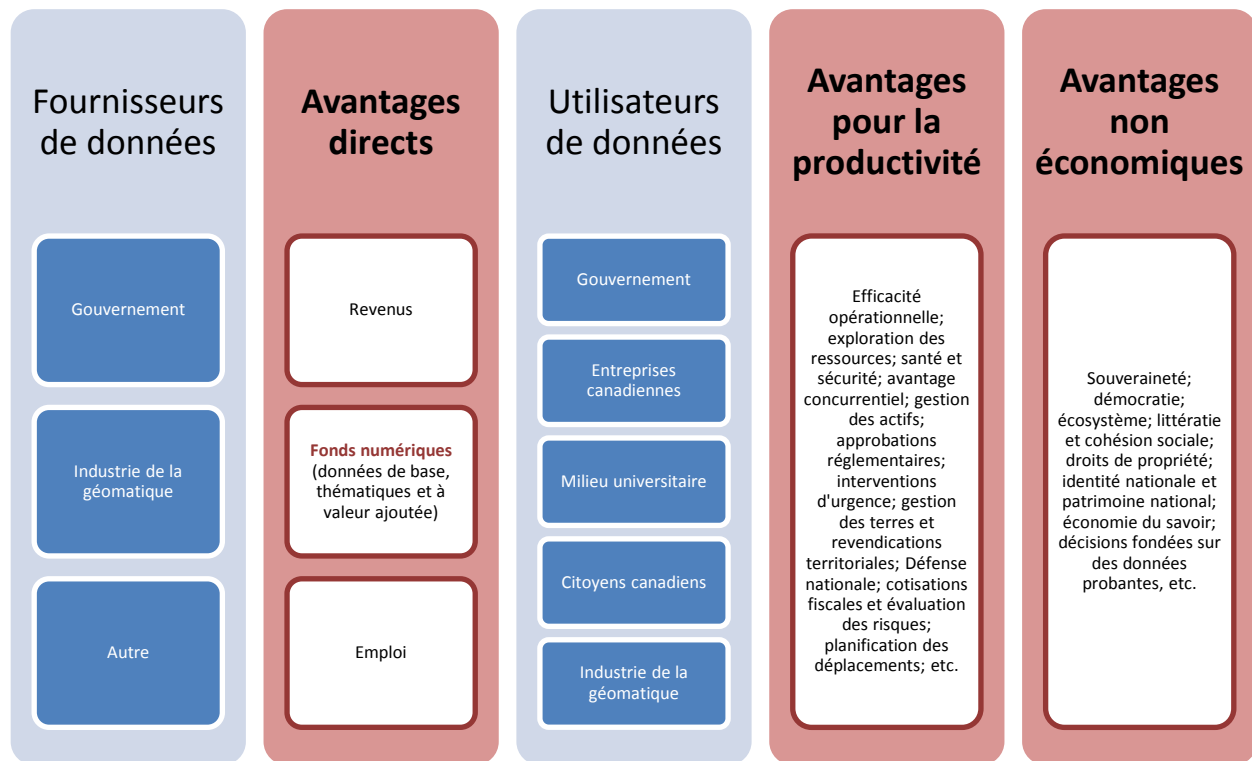 Fournisseurs
de données
Gouvernement
Industrie de la
géomatique
Autre
Avantages
directs
Revenus
Fonds numériques
(données de base,
thématiques et à
valeur ajoutée)
Emploi
Utilisateurs
de données
Gouvernement
Entreprises
canadiennes
Milieu universitaire
Citoyens canadiens
Industrie de la
géomatique
Avantages
pour la
productivité
Efficacité
opérationnelle;
exploration des
ressources; santé et
sécurité; avantage
concurrentiel; gestion
des actifs;
approbations
réglementaires;
interventions
d'urgence; gestion
des terres et
revendications
territoriales; Défense
nationale; cotisations
fiscales et évaluation
des risques;
planification des
déplacements; etc.
Avantages
non
économiques
Souveraineté;
démocratie;
écosystème; littératie
et cohésion sociale;
droits de propriété;
identité nationale et
patrimoine national;
économie du savoir;
décisions fondées sur
des données
probantes, etc.